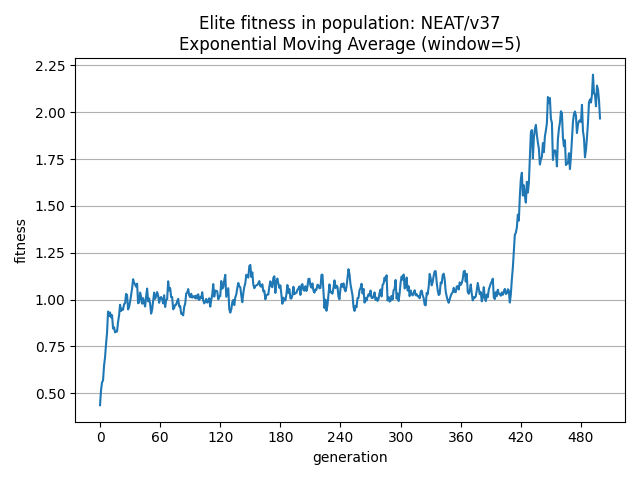 Elite fitness in population: NEAT/v37
Exponential Moving Average (window=5)
2.25
2.00
1.75
1.50
1.25
1.00
0.75
0.50
fitness
0 60 120 180 240 300 360 420 480
generation